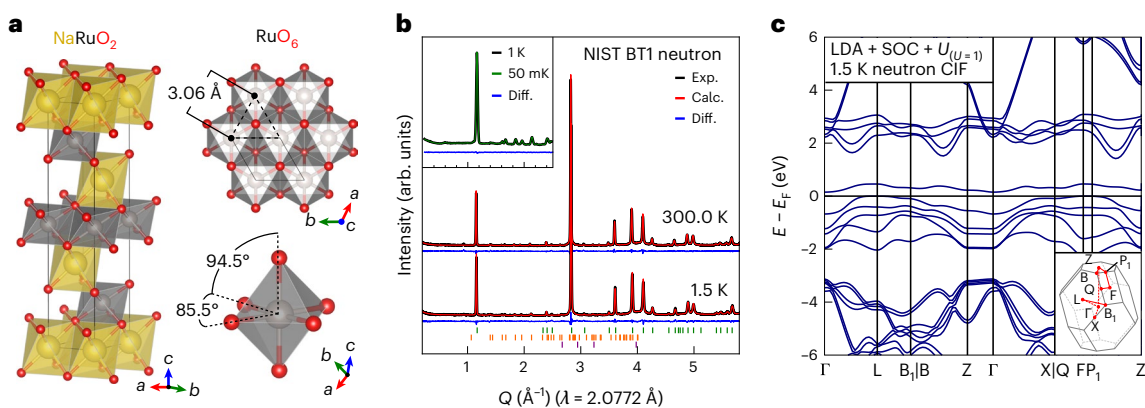 a
NaRuO2
RuO6
3.06 Å
a
b
c
94.5°
85.5°
c
a
b
b
c
a
b
NIST BT1 neutron
1 K
50 mK
Diff.
Exp.
Calc.
Diff.
300.0 K
1.5 K
Intensity (arb. units)
1 2 3 4 5
Q (Å−1) (λ = 2.0772 Å)
c
LDA + SOC + U(U = 1)
1.5 K neutron CIF
E − EF (eV)
6
4
2
0
−2
−4
−6
Z
P1
B
Q
F
L
B1
Γ
X
Γ L B1|B Z Γ X|Q FP1 Z